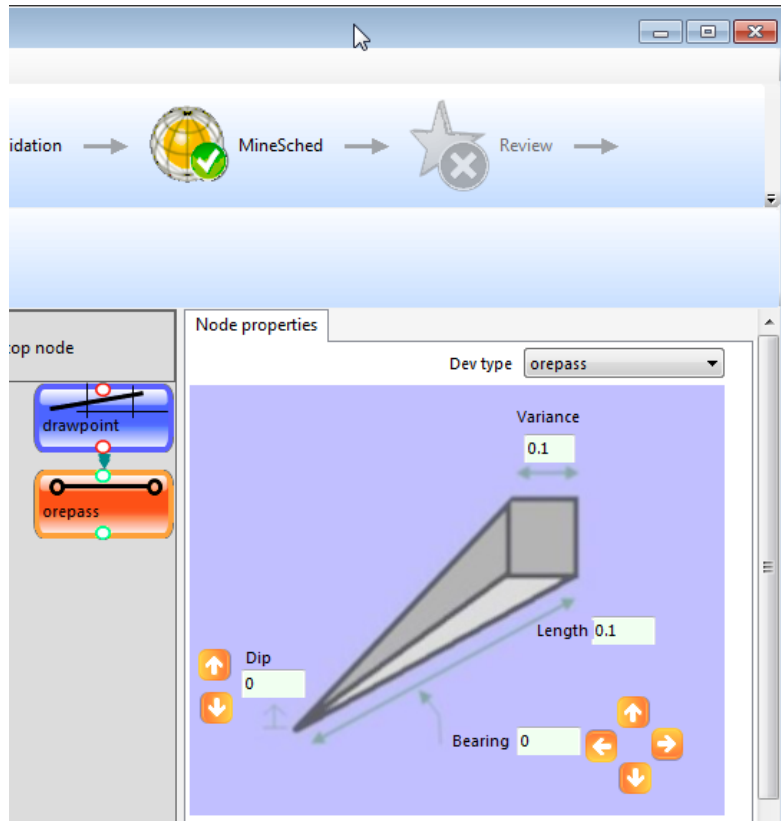 idation
MineSched
Review
Node properties
top node
Dev type
orepass
drawpoint
Variance
0.1
orepass
Length
0.1
Dip
0
Bearing
0